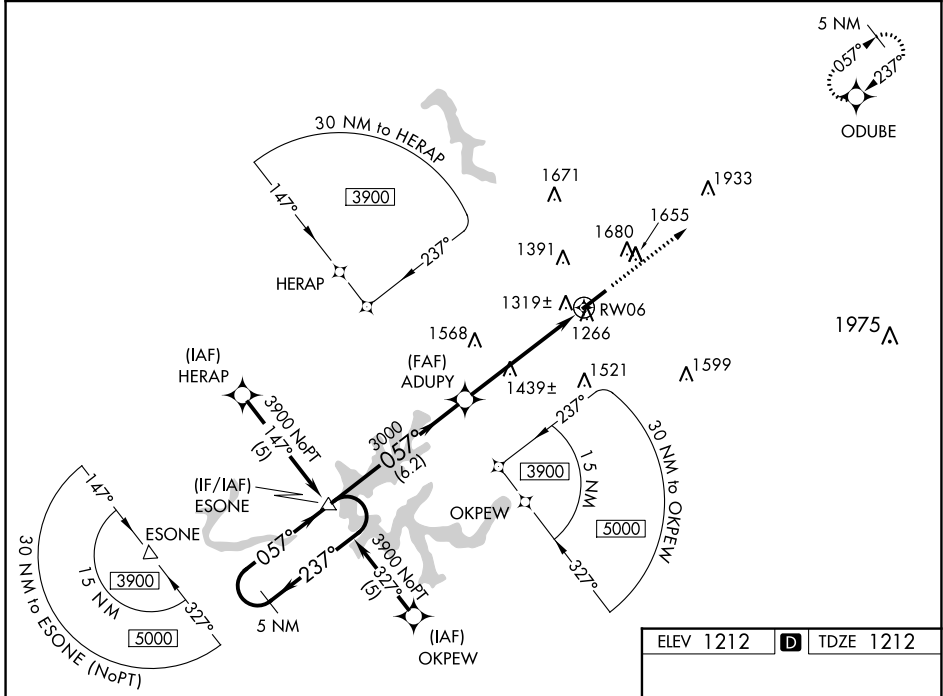 5 NM
057°
237°
ODUBE
30 NM to HERAP
147°
3900
237°
HERAP
1671
1933
1655
1680
1391
1319±
RW06
1266
1568
1975
(FAF)
ADUPY
1439±
1521
1599
(IAF)
HERAP
3900 NoPT
147°
(5)
3000
057°
(6.2)
237°
3900
15 NM
30 NM to OKPEW
OKPEW
5000
327°
(IF/IAF)
ESONE
147°
ESONE
3900
15 NM
327°
5000
30 NM to ESONE (NoPT)
057°
237°
5 NM
3900 NoPT
327°
(5)
(IAF)
OKPEW
ELEV 1212 D TDZE 1212